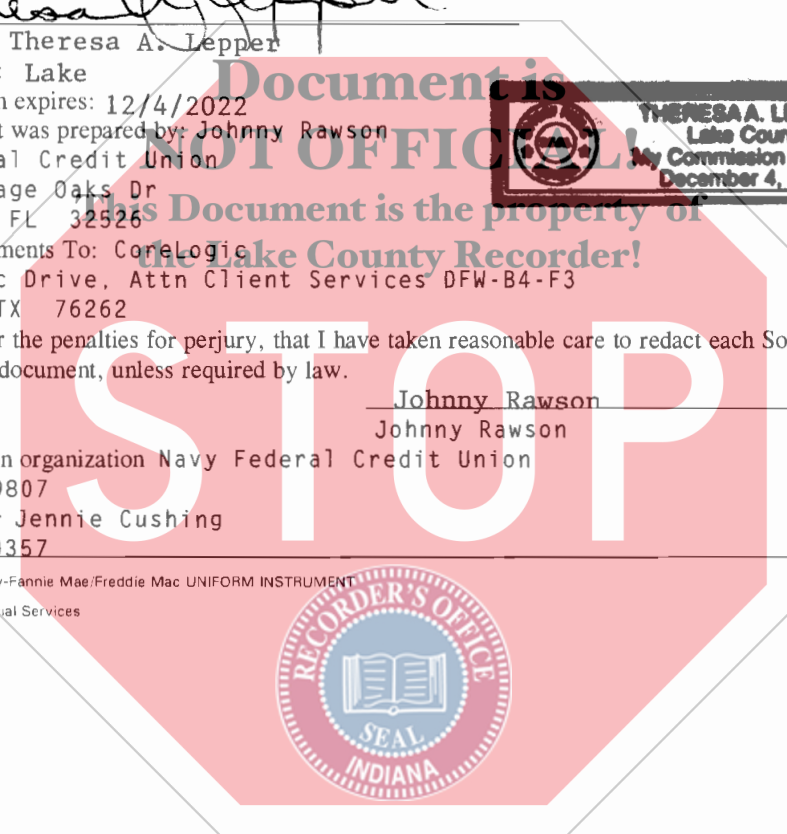 Theresa A. Lepper
: Lake
n expires: 12/4/2022
t was prepared by: Johnny Rawson
al Credit Union
age Oaks Dr
FL 32526
ments To: CoreLogic
c Drive, Attn Client Services DFW-B4-F3
TX 76262
r the penalties for perjury, that I have taken reasonable care to redact each So
document, unless required by law.
Johnny Rawson
Johnny Rawson
n organization Navy Federal Credit Union
9807
r Jennie Cushing
0357
y-Fannie Mae/Freddie Mac UNIFORM INSTRUMENT
ual Services
Document is
NOT OFFICIAL!
This Document is the property of
the Lake County Recorder!
STOP
THERESA A. LE
Lake Coun
My Commission
December 4,
RECORDER'S OFFICE
SEAL
INDIANA